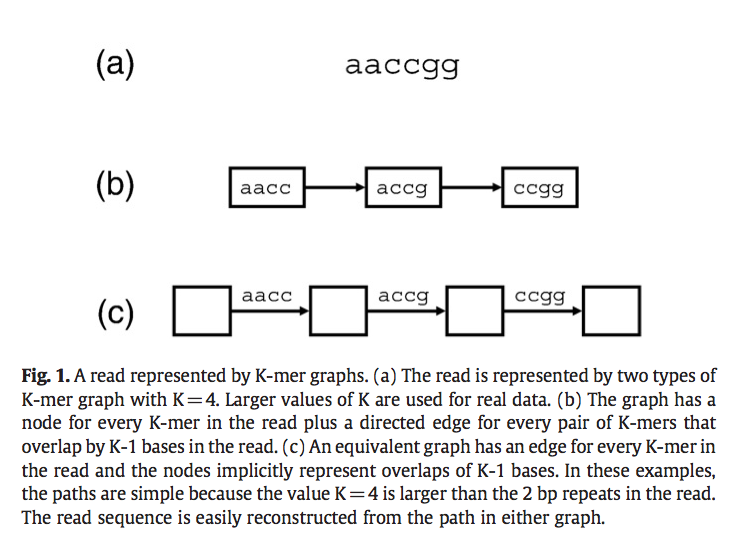 (a) aaccgg
(b) aacc accg ccgg
(c) aacc accg ccgg
Fig. 1. A read represented by K-mer graphs. (a) The read is represented by two types of
K-mer graph with K=4. Larger values of K are used for real data. (b) The graph has a
node for every K-mer in the read plus a directed edge for every pair of K-mers that
overlap by K-1 bases in the read. (c) An equivalent graph has an edge for every K-mer in
the read and the nodes implicitly represent overlaps of K-1 bases. In these examples,
the paths are simple because the value K=4 is larger than the 2 bp repeats in the read.
The read sequence is easily reconstructed from the path in either graph.